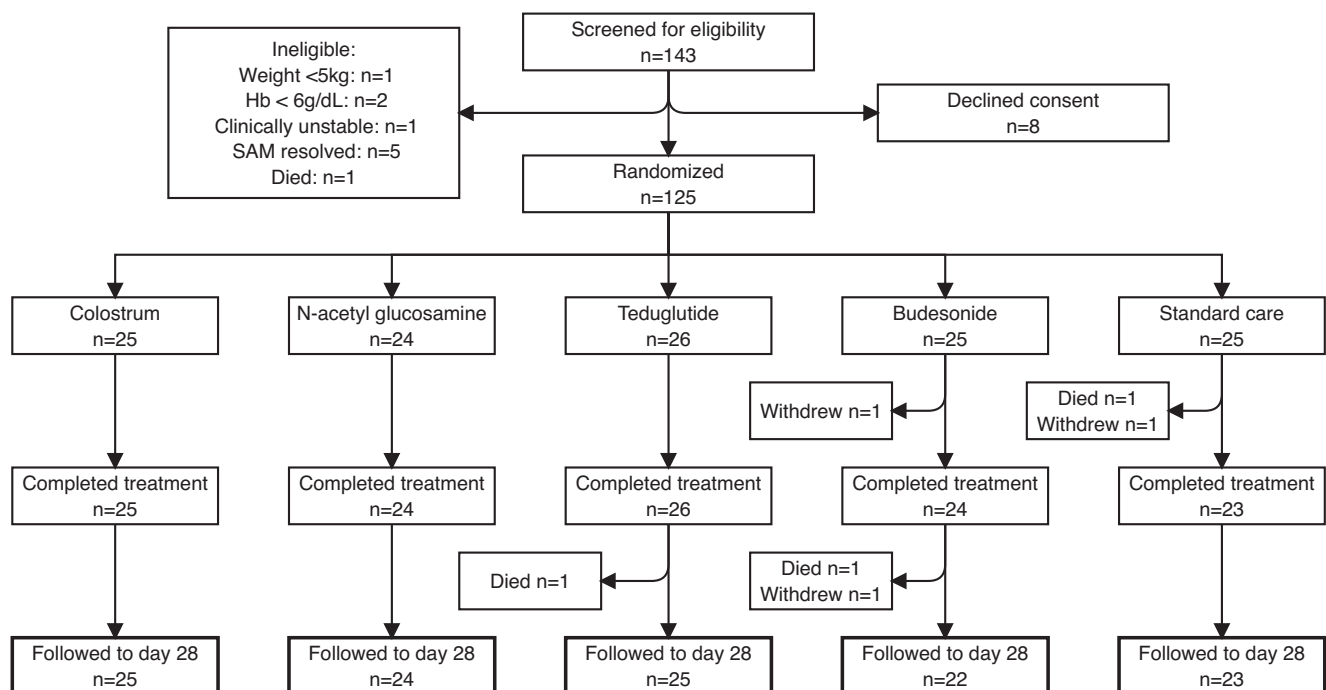 Screened for eligibility
n=143
Ineligible:
Weight <5kg: n=1
Hb < 6g/dL: n=2
Clinically unstable: n=1
SAM resolved: n=5
Died: n=1
Declined consent
n=8
Randomized
n=125
Colostrum
n=25
N-acetyl glucosamine
n=24
Teduglutide
n=26
Budesonide
n=25
Standard care
n=25
Withdrew n=1
Died n=1
Withdrew n=1
Completed treatment
n=25
Completed treatment
n=24
Completed treatment
n=26
Completed treatment
n=24
Completed treatment
n=23
Died n=1
Died n=1
Withdrew n=1
Followed to day 28
n=25
Followed to day 28
n=24
Followed to day 28
n=25
Followed to day 28
n=22
Followed to day 28
n=23